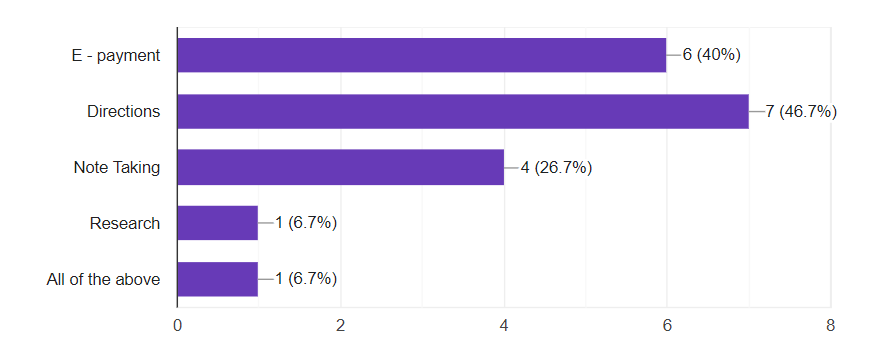 E - payment 6 (40%)
Directions 7 (46.7%)
Note Taking 4 (26.7%)
Research 1 (6.7%)
All of the above 1 (6.7%)
0 2 4 6 8